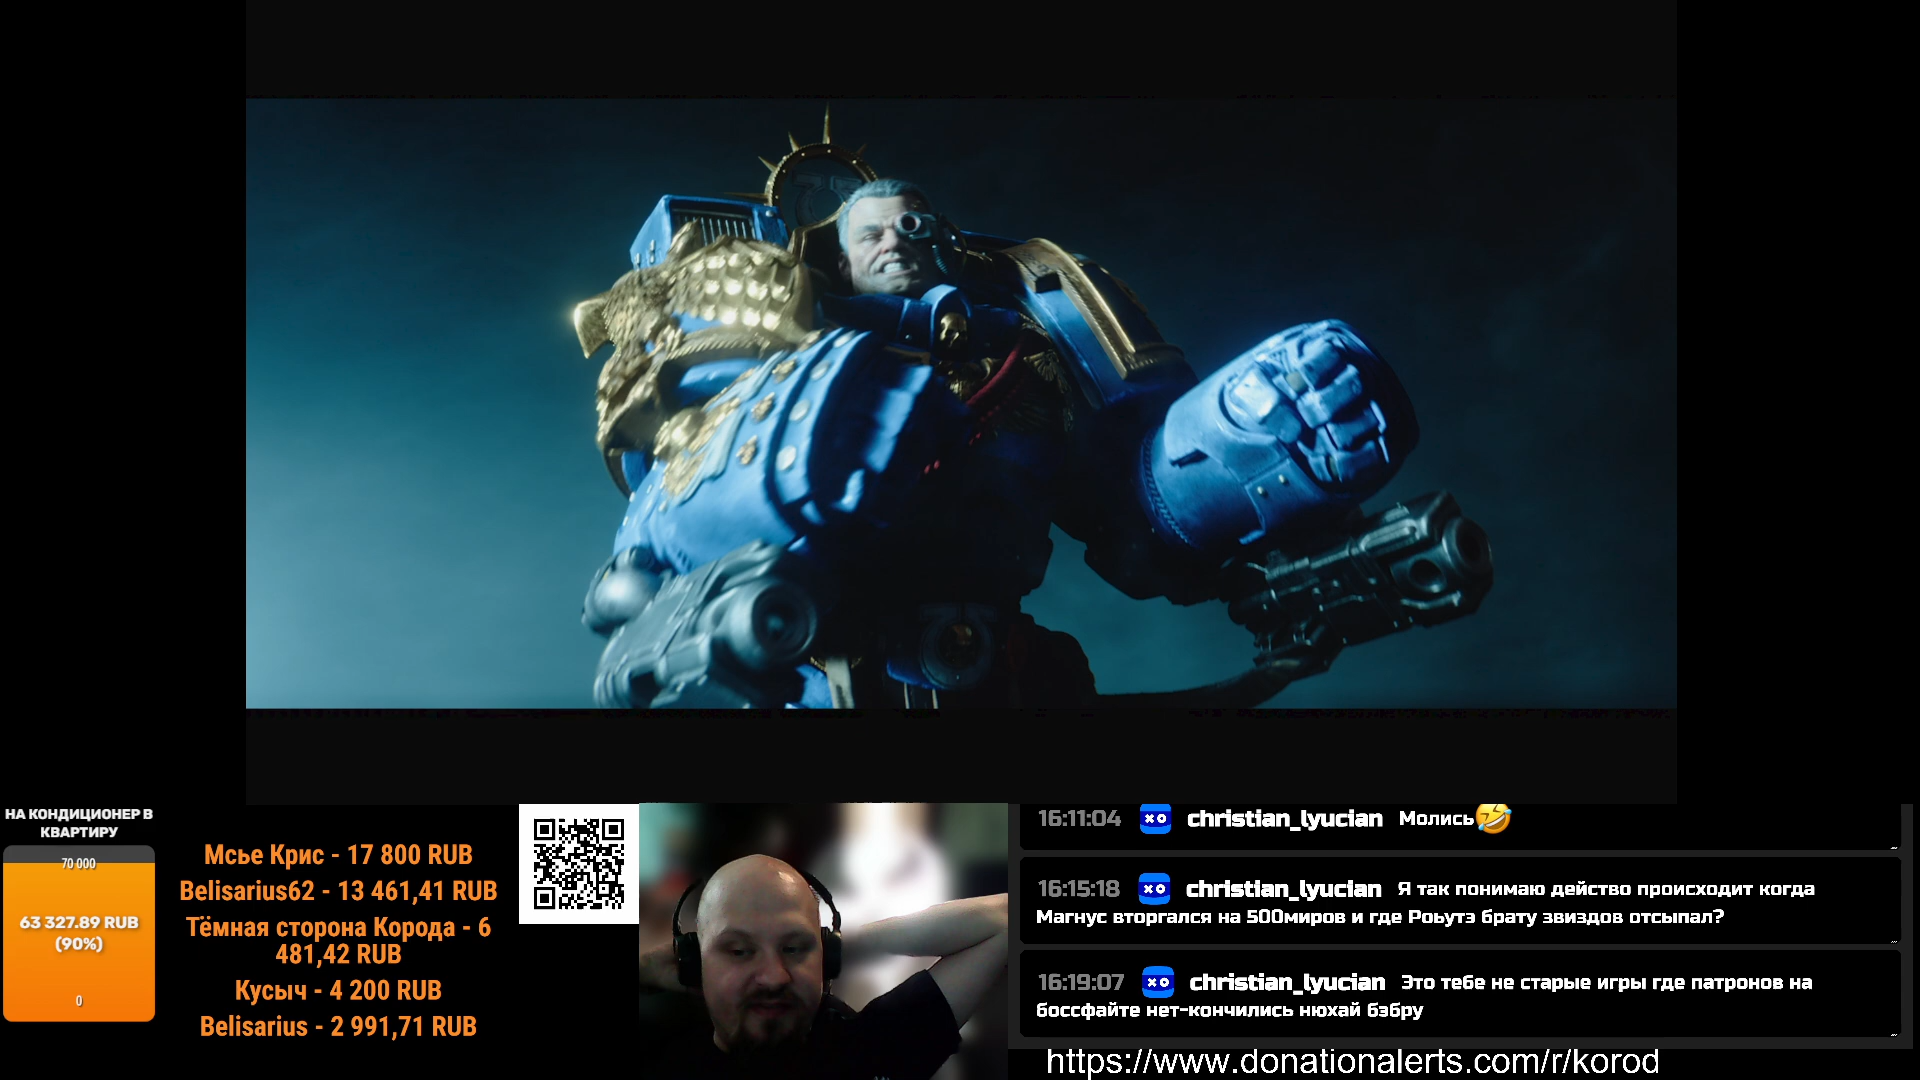 НА КОНДИЦИОНЕР В
КВАРТИРУ
70 000
63 327.89 RUB
(90%)
0
Мсье Крис - 17 800 RUB
Belisarius62 - 13 461,41 RUB
Тёмная сторона Корода - 6
481,42 RUB
Кусыч - 4 200 RUB
Belisarius - 2 991,71 RUB
16:11:04 christian_lyucian Молись🤣
16:15:18 christian_lyucian Я так понимаю действо происходит когда
Магнус вторгался на 500миров и где Роьутэ брату звиздов отсыпал?
16:19:07 christian_lyucian Это тебе не старые игры где патронов на
боссфайте нет-кончились нюхай бэбру
https://www.donationalerts.com/r/korod